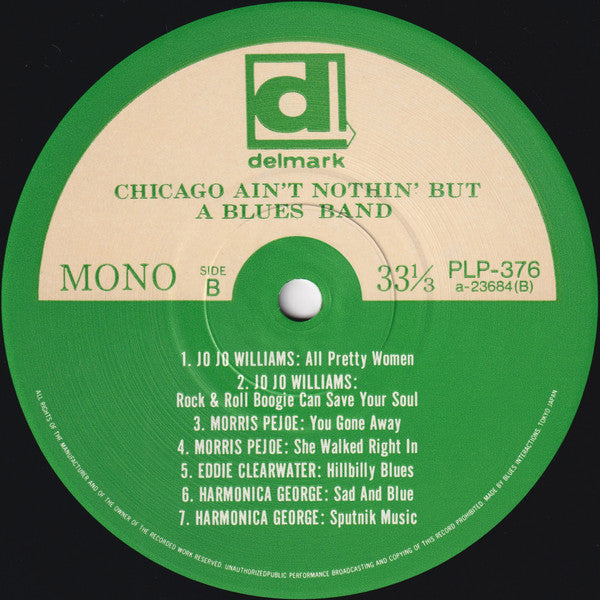 d
delmark
CHICAGO AIN'T NOTHIN' BUT
A BLUES BAND
MONO
SIDE
B
33⅓
PLP-376
a-23684(B)
1. JO JO WILLIAMS: All Pretty Women
2. JO JO WILLIAMS:
Rock & Roll Boogie Can Save Your Soul
3. MORRIS PEJOE: You Gone Away
4. MORRIS PEJOE: She Walked Right In
5. EDDIE CLEARWATER: Hillbilly Blues
6. HARMONICA GEORGE: Sad And Blue
7. HARMONICA GEORGE: Sputnik Music
ALL RIGHTS OF THE MANUFACTURER AND OF THE OWNER OF THE RECORDED WORK RESERVED. UNAUTHORIZEDPUBLIC PERFORMANCE BROADCASTING AND COPYING OF THIS RECORD PROHIBITED. MADE BY BLUES INTERACTIONS, TOKYO JAPAN